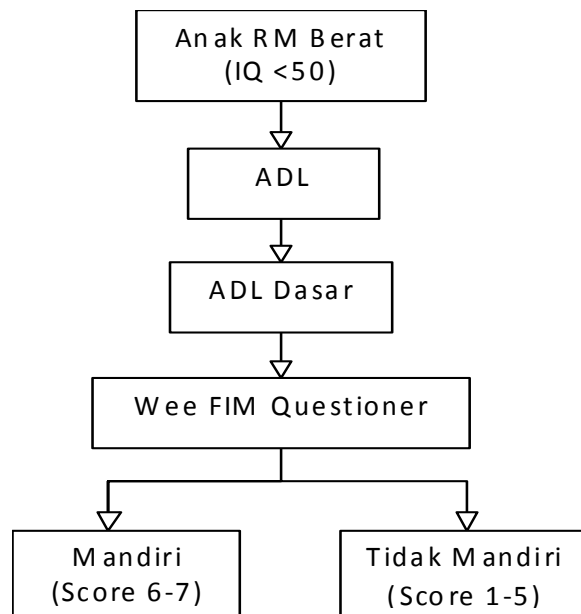 Anak RM Berat
(IQ <50)
ADL
ADL Dasar
Wee FIM Questioner
Mandiri
(Score 6-7)
Tidak Mandiri
(Score 1-5)